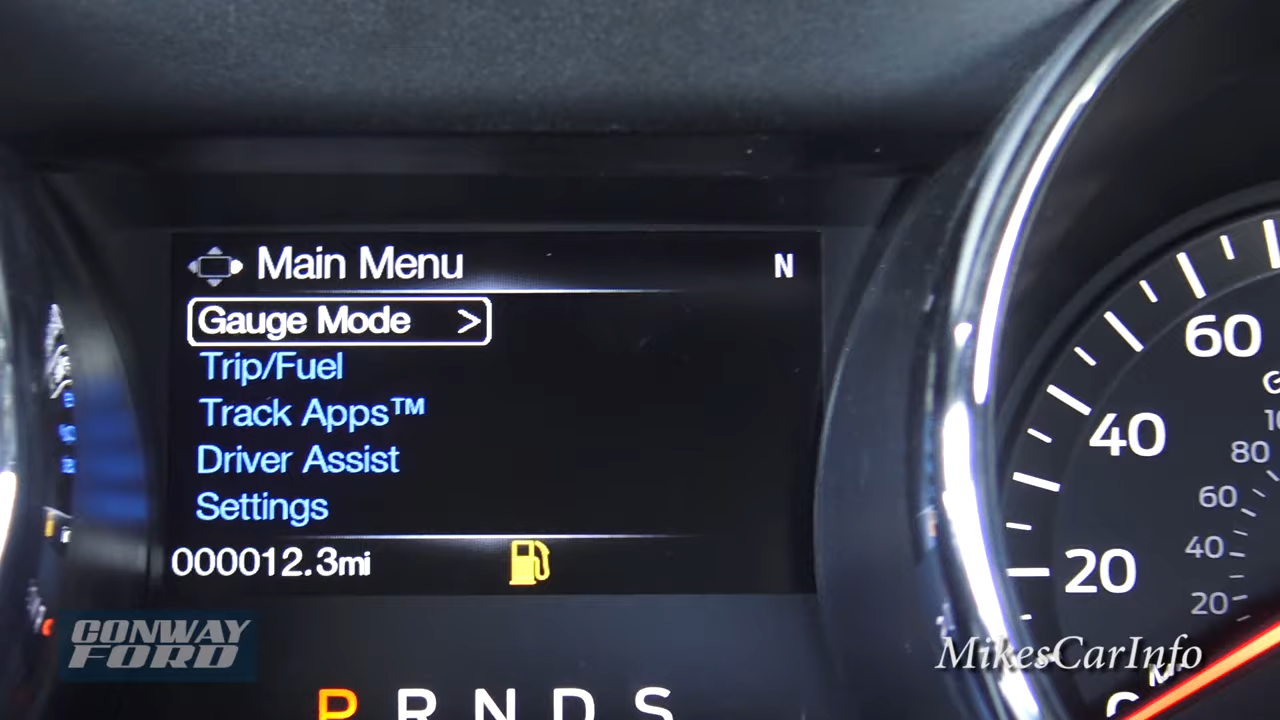 Main Menu
N
Gauge Mode >
Trip/Fuel
Track Apps™
Driver Assist
Settings
000012.3mi
P R N D S
60
40
20
80
60
40
20
CONWAY
FORD
MikesCarInfo